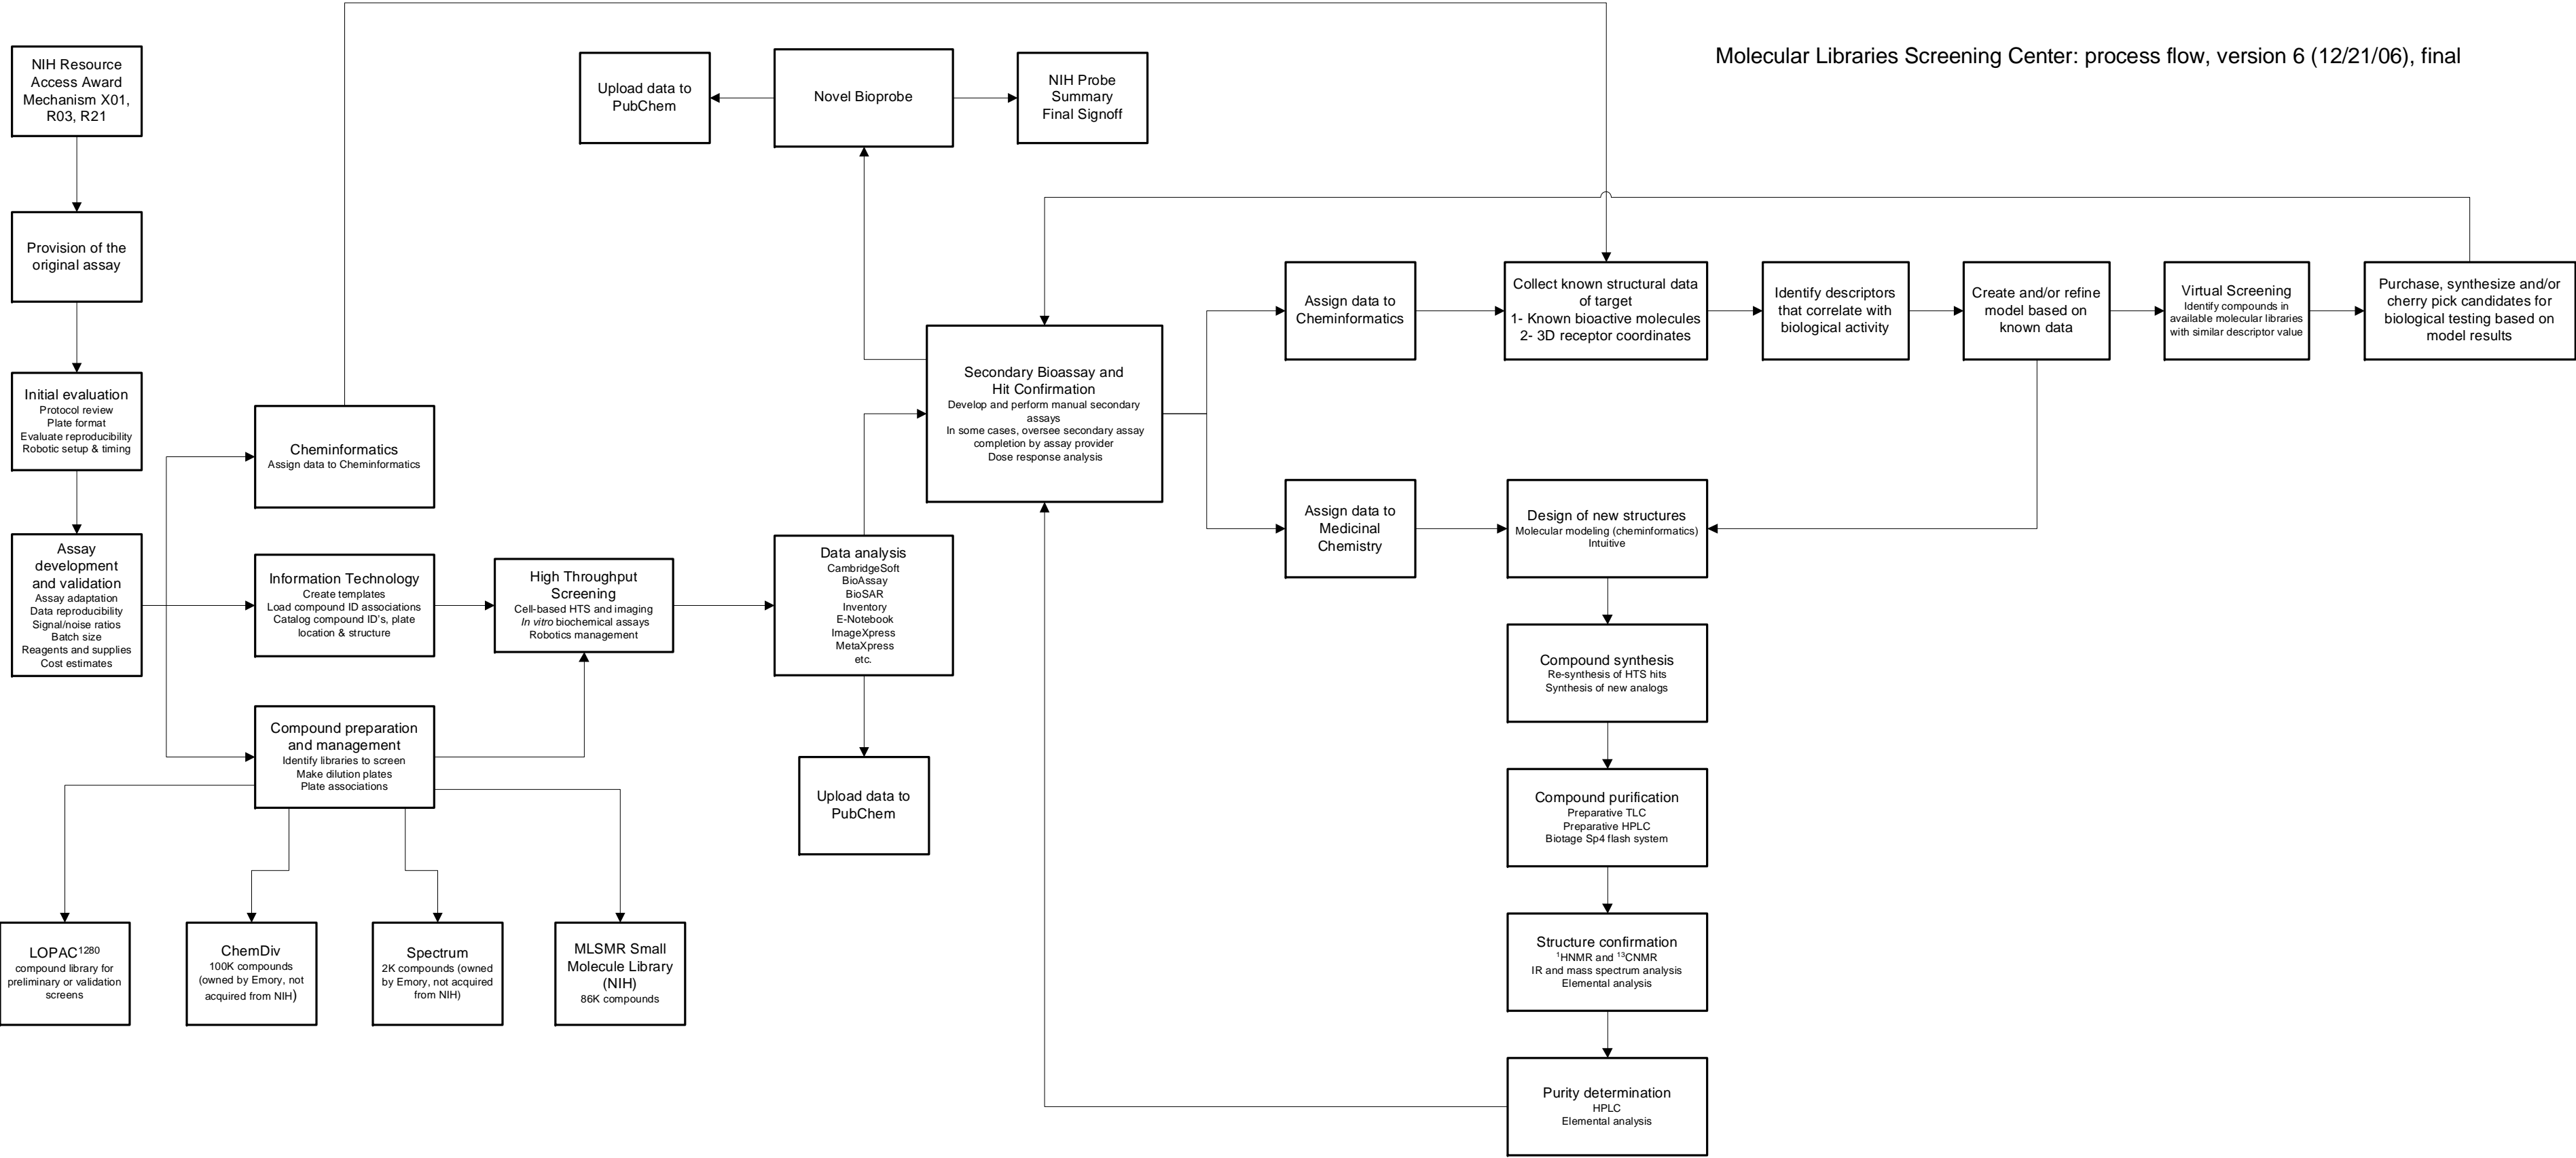 Molecular Libraries Screening Center: process flow, version 6 (12/21/06), final
NIH Resource
Access Award
Mechanism X01,
R03, R21
Provision of the
original assay
Initial evaluation
Protocol review
Plate format
Evaluate reproducibility
Robotic setup & timing
Assay
development
and validation
Assay adaptation
Data reproducibility
Signal/noise ratios
Batch size
Reagents and supplies
Cost estimates
Cheminformatics
Assign data to Cheminformatics
Information Technology
Create templates
Load compound ID associations
Catalog compound ID's, plate
location & structure
Compound preparation
and management
Identify libraries to screen
Make dilution plates
Plate associations
LOPAC¹²⁸⁰
compound library for
preliminary or validation
screens
ChemDiv
100K compounds
(owned by Emory, not
acquired from NIH)
Spectrum
2K compounds (owned
by Emory, not acquired
from NIH)
MLSMR Small
Molecule Library
(NIH)
86K compounds
High Throughput
Screening
Cell-based HTS and imaging
In vitro biochemical assays
Robotics management
Data analysis
CambridgeSoft
BioAssay
BioSAR
Inventory
E-Notebook
ImageXpress
MetaXpress
etc.
Upload data to
PubChem
Upload data to
PubChem
Novel Bioprobe
NIH Probe
Summary
Final Signoff
Secondary Bioassay and
Hit Confirmation
Develop and perform manual secondary
assays
In some cases, oversee secondary assay
completion by assay provider
Dose response analysis
Assign data to
Cheminformatics
Collect known structural data
of target
1- Known bioactive molecules
2- 3D receptor coordinates
Identify descriptors
that correlate with
biological activity
Create and/or refine
model based on
known data
Virtual Screening
Identify compounds in
available molecular libraries
with similar descriptor value
Purchase, synthesize and/or
cherry pick candidates for
biological testing based on
model results
Assign data to
Medicinal
Chemistry
Design of new structures
Molecular modeling (cheminformatics)
Intuitive
Compound synthesis
Re-synthesis of HTS hits
Synthesis of new analogs
Compound purification
Preparative TLC
Preparative HPLC
Biotage Sp4 flash system
Structure confirmation
¹HNMR and ¹³CNMR
IR and mass spectrum analysis
Elemental analysis
Purity determination
HPLC
Elemental analysis